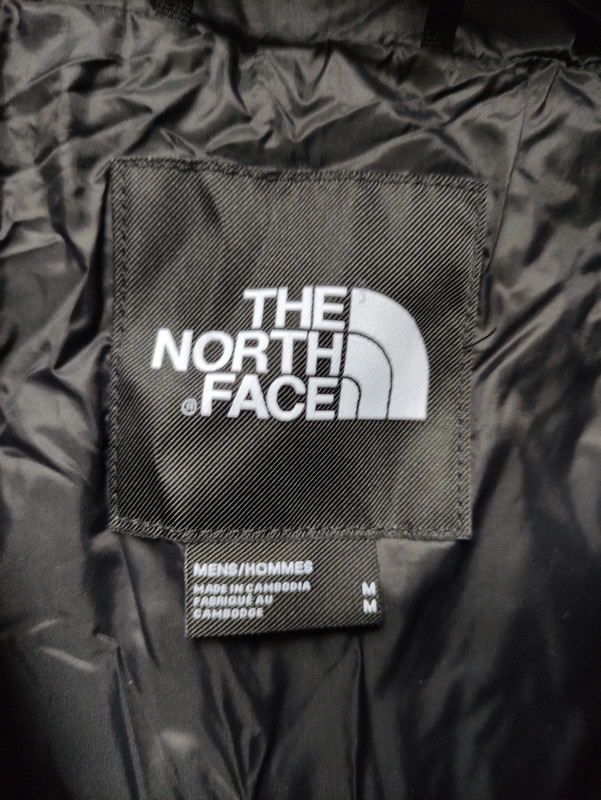 THE
NORTH
® FACE
MENS/HOMMES
MADE IN CAMBODIA M
FABRIQUÉ AU M
CAMBODGE